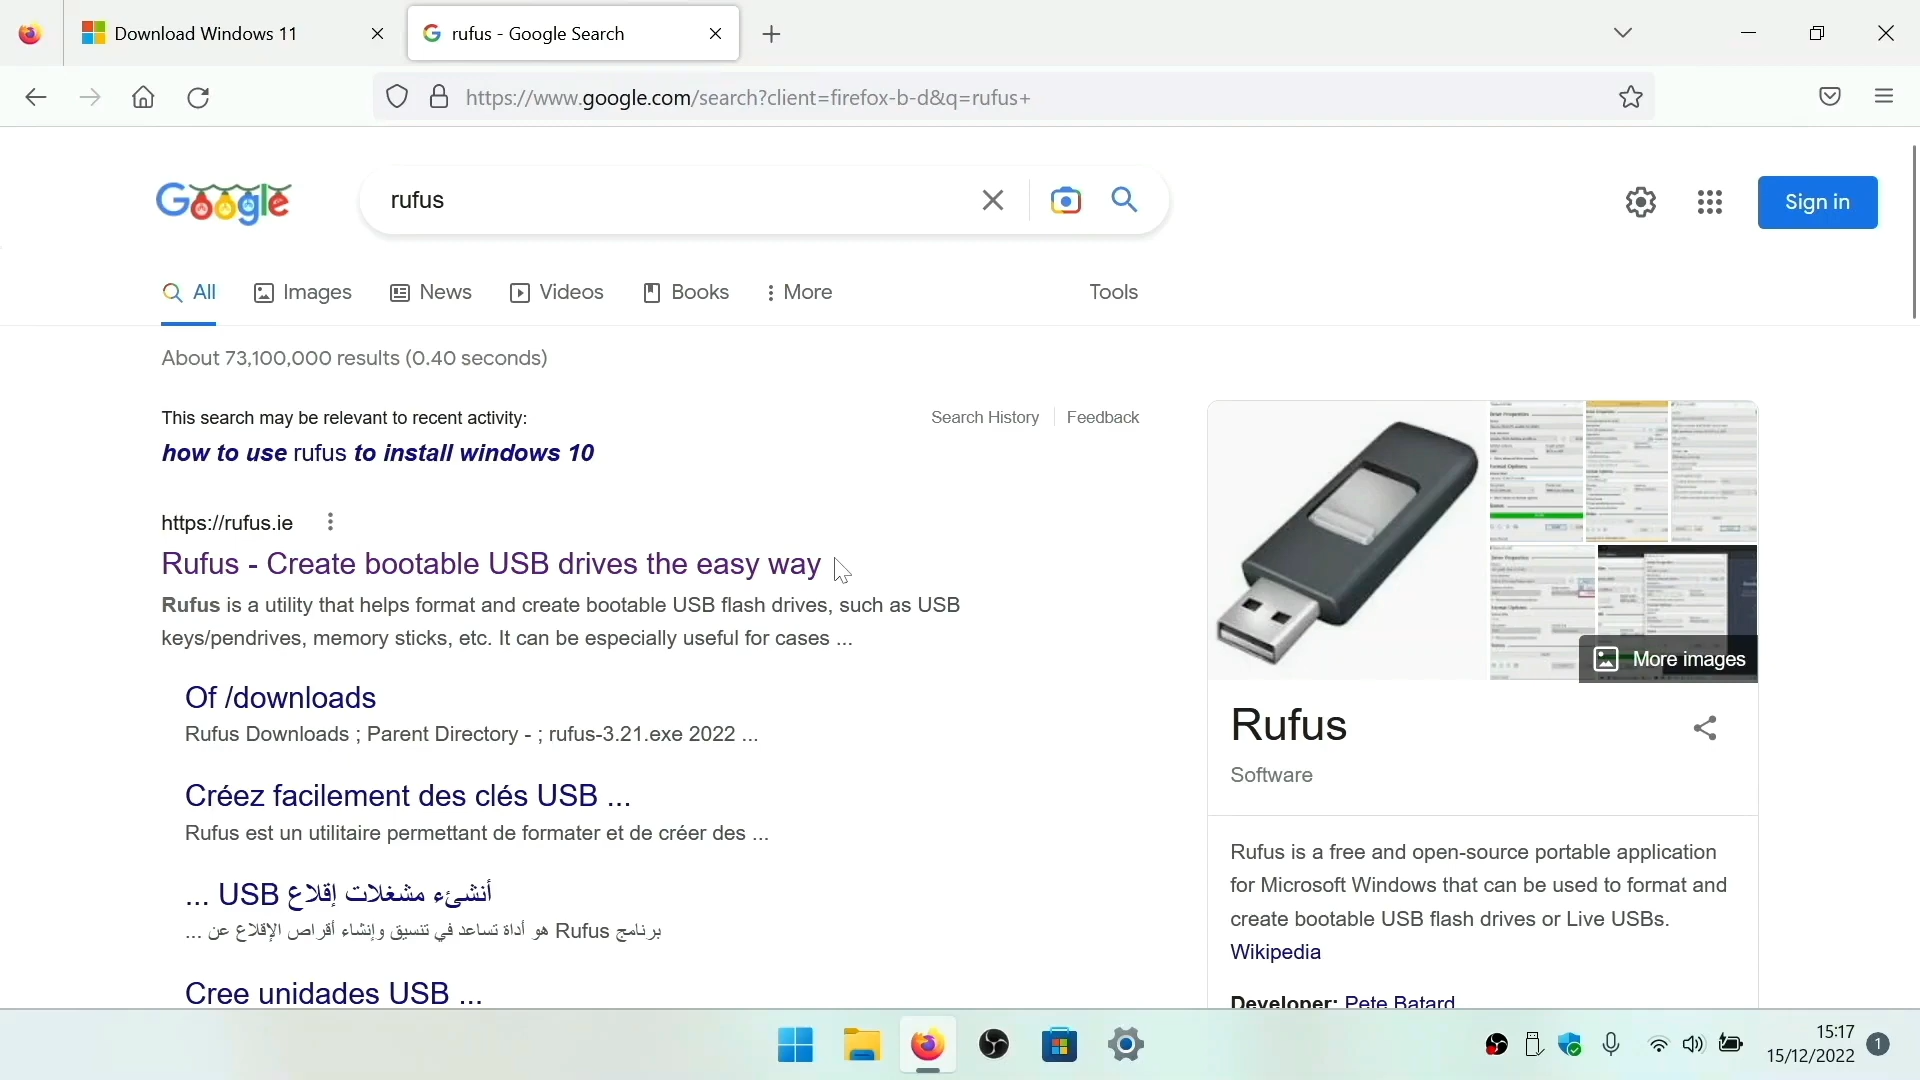 Download Windows 11
rufus - Google Search
https://www.google.com/search?client=firefox-b-d&q=rufus+
Google
rufus
Sign in
All
Images
News
Videos
Books
More
Tools
About 73,100,000 results (0.40 seconds)
This search may be relevant to recent activity:
Search History
Feedback
how to use rufus to install windows 10
https://rufus.ie
Rufus - Create bootable USB drives the easy way
Rufus is a utility that helps format and create bootable USB flash drives, such as USB
keys/pendrives, memory sticks, etc. It can be especially useful for cases ...
Of /downloads
Rufus Downloads ; Parent Directory - ; rufus-3.21.exe 2022 ...
Créez facilement des clés USB ...
Rufus est un utilitaire permettant de formater et de créer des ...
أنشئء مشغلات إقلاع USB ...
برنامج Rufus هو أداة تساعد في تنسيق وإنشاء أقراص الإقلاع عن ...
Cree unidades USB ...
More images
Rufus
Software
Rufus is a free and open-source portable application
for Microsoft Windows that can be used to format and
create bootable USB flash drives or Live USBs.
Wikipedia
Developer: Pete Batard
15:17
15/12/2022
1